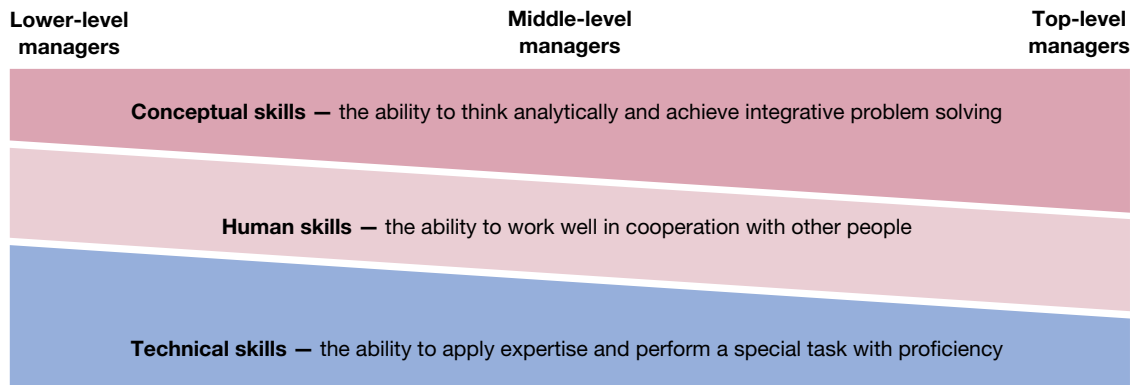 Lower-level
managers
Middle-level
managers
Top-level
managers
Conceptual skills — the ability to think analytically and achieve integrative problem solving
Human skills — the ability to work well in cooperation with other people
Technical skills — the ability to apply expertise and perform a special task with proficiency